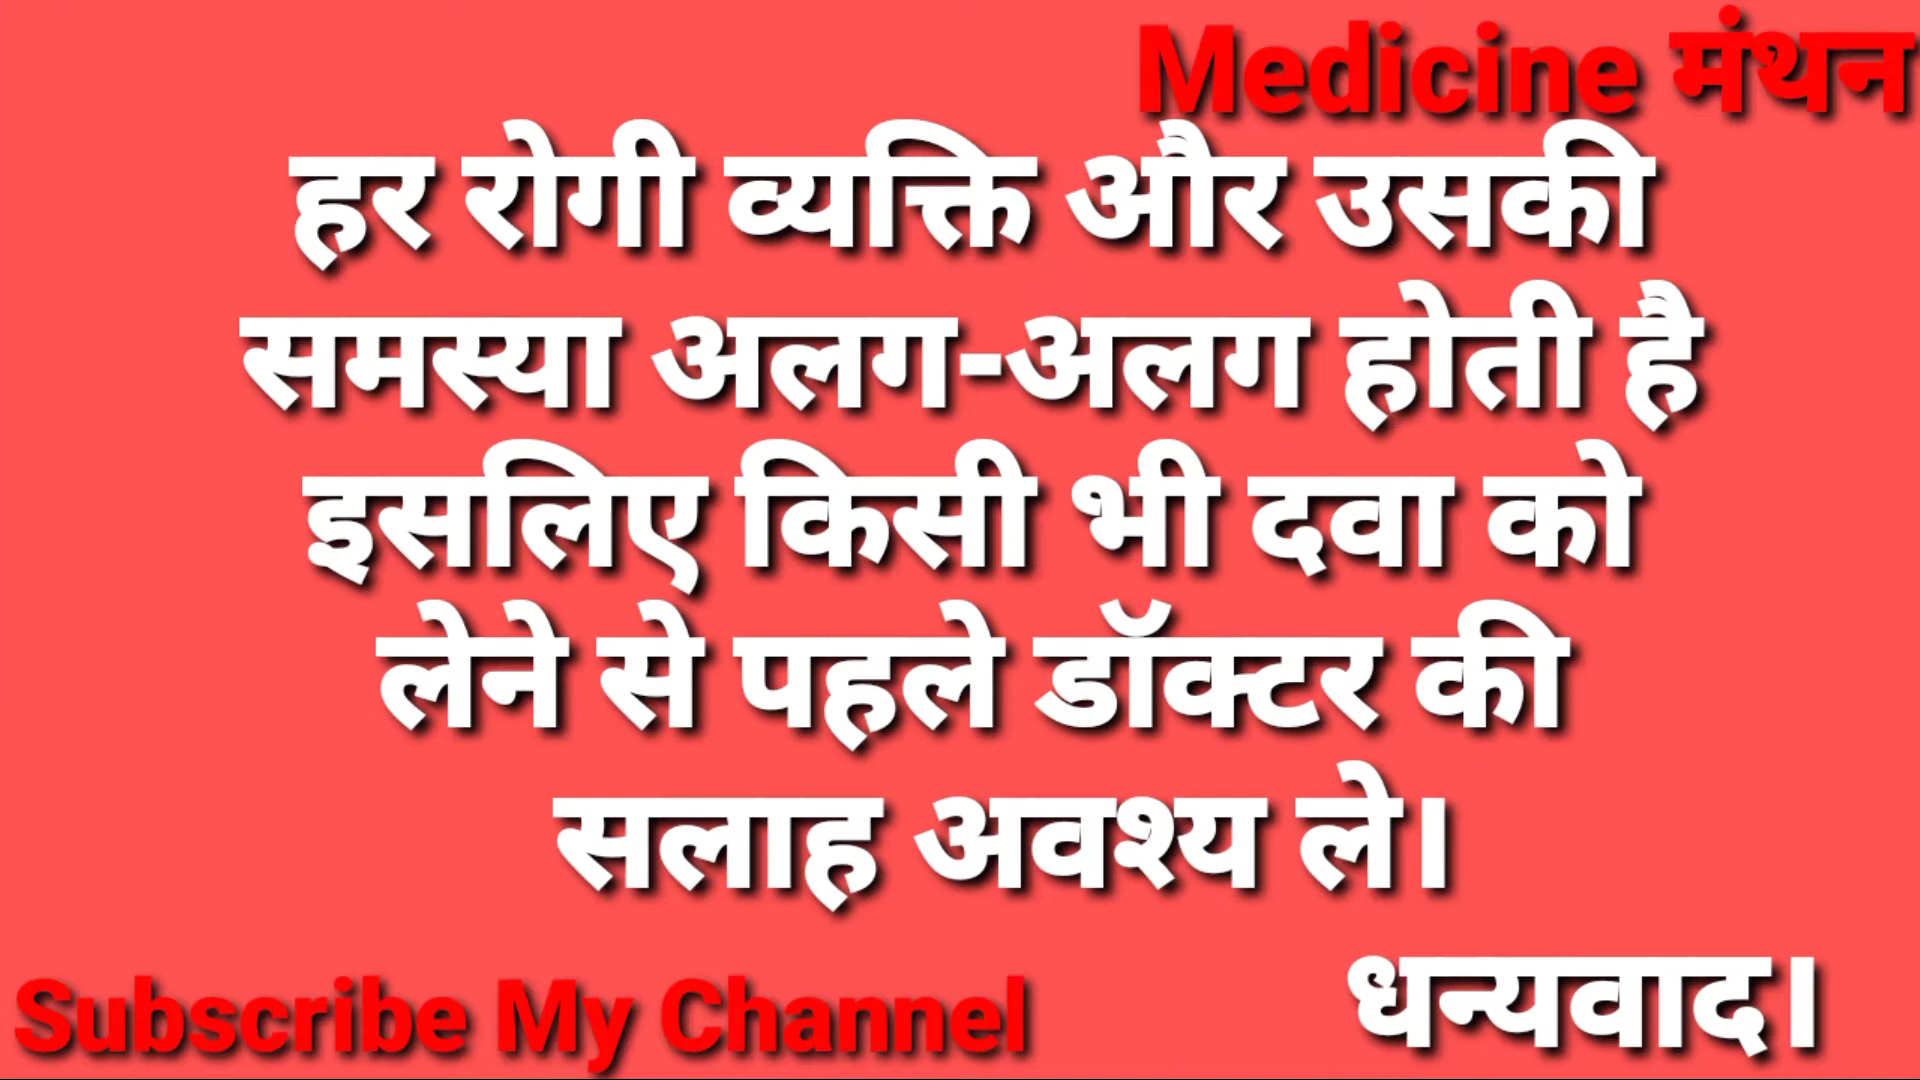 Medicine मंथन
हर रोगी व्यक्ति और उसकी
समस्या अलग-अलग होती है
इसलिए किसी भी दवा को
लेने से पहले डॉक्टर की
सलाह अवश्य ले।
धन्यवाद।
Subscribe My Channel